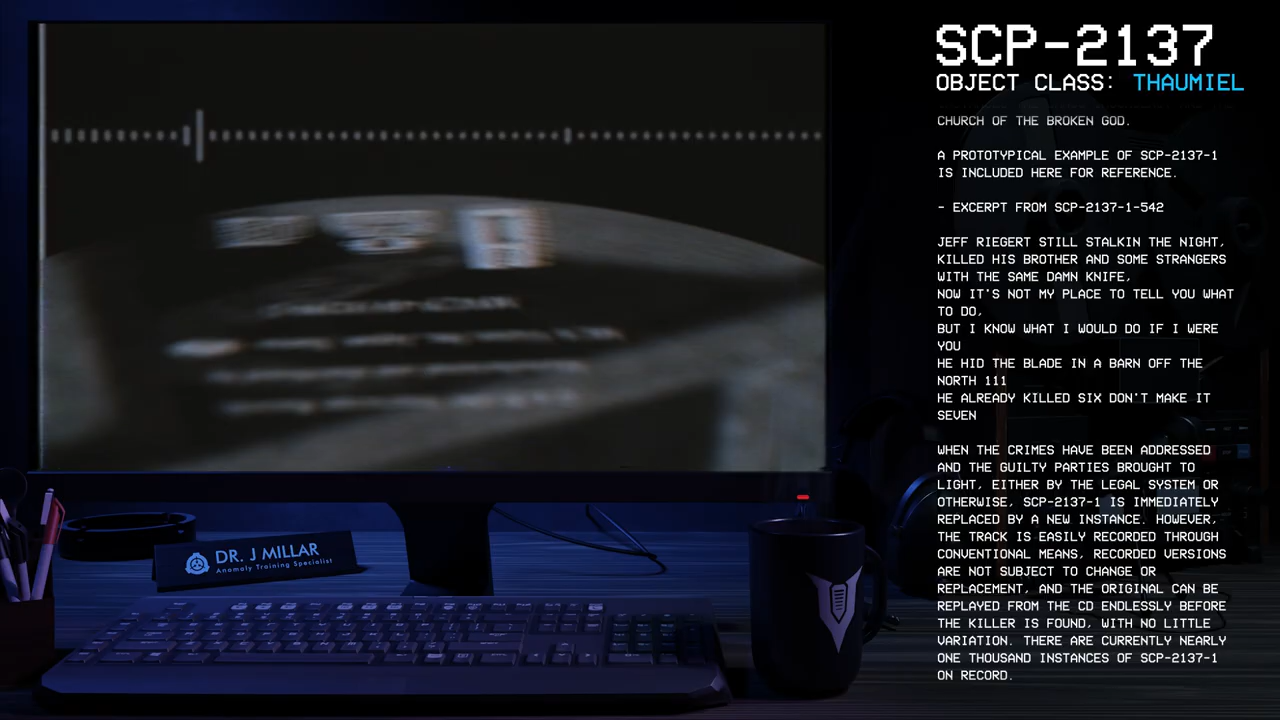 SCP-2137
OBJECT CLASS: THAUMIEL
CHURCH OF THE BROKEN GOD.
A PROTOTYPICAL EXAMPLE OF SCP-2137-1
IS INCLUDED HERE FOR REFERENCE.
- EXCERPT FROM SCP-2137-1-542
JEFF RIEGERT STILL STALKIN THE NIGHT,
KILLED HIS BROTHER AND SOME STRANGERS
WITH THE SAME DAMN KNIFE,
NOW IT'S NOT MY PLACE TO TELL YOU WHAT
TO DO,
BUT I KNOW WHAT I WOULD DO IF I WERE
YOU
HE HID THE BLADE IN A BARN OFF THE
NORTH 111
HE ALREADY KILLED SIX DON'T MAKE IT
SEVEN
WHEN THE CRIMES HAVE BEEN ADDRESSED
AND THE GUILTY PARTIES BROUGHT TO
LIGHT, EITHER BY THE LEGAL SYSTEM OR
OTHERWISE, SCP-2137-1 IS IMMEDIATELY
REPLACED BY A NEW INSTANCE. HOWEVER,
THE TRACK IS EASILY RECORDED THROUGH
CONVENTIONAL MEANS, RECORDED VERSIONS
ARE NOT SUBJECT TO CHANGE OR
REPLACEMENT, AND THE ORIGINAL CAN BE
REPLAYED FROM THE CD ENDLESSLY BEFORE
THE KILLER IS FOUND, WITH NO LITTLE
VARIATION. THERE ARE CURRENTLY NEARLY
ONE THOUSAND INSTANCES OF SCP-2137-1
ON RECORD.
DR. J MILLAR
Anomaly Training Specialist